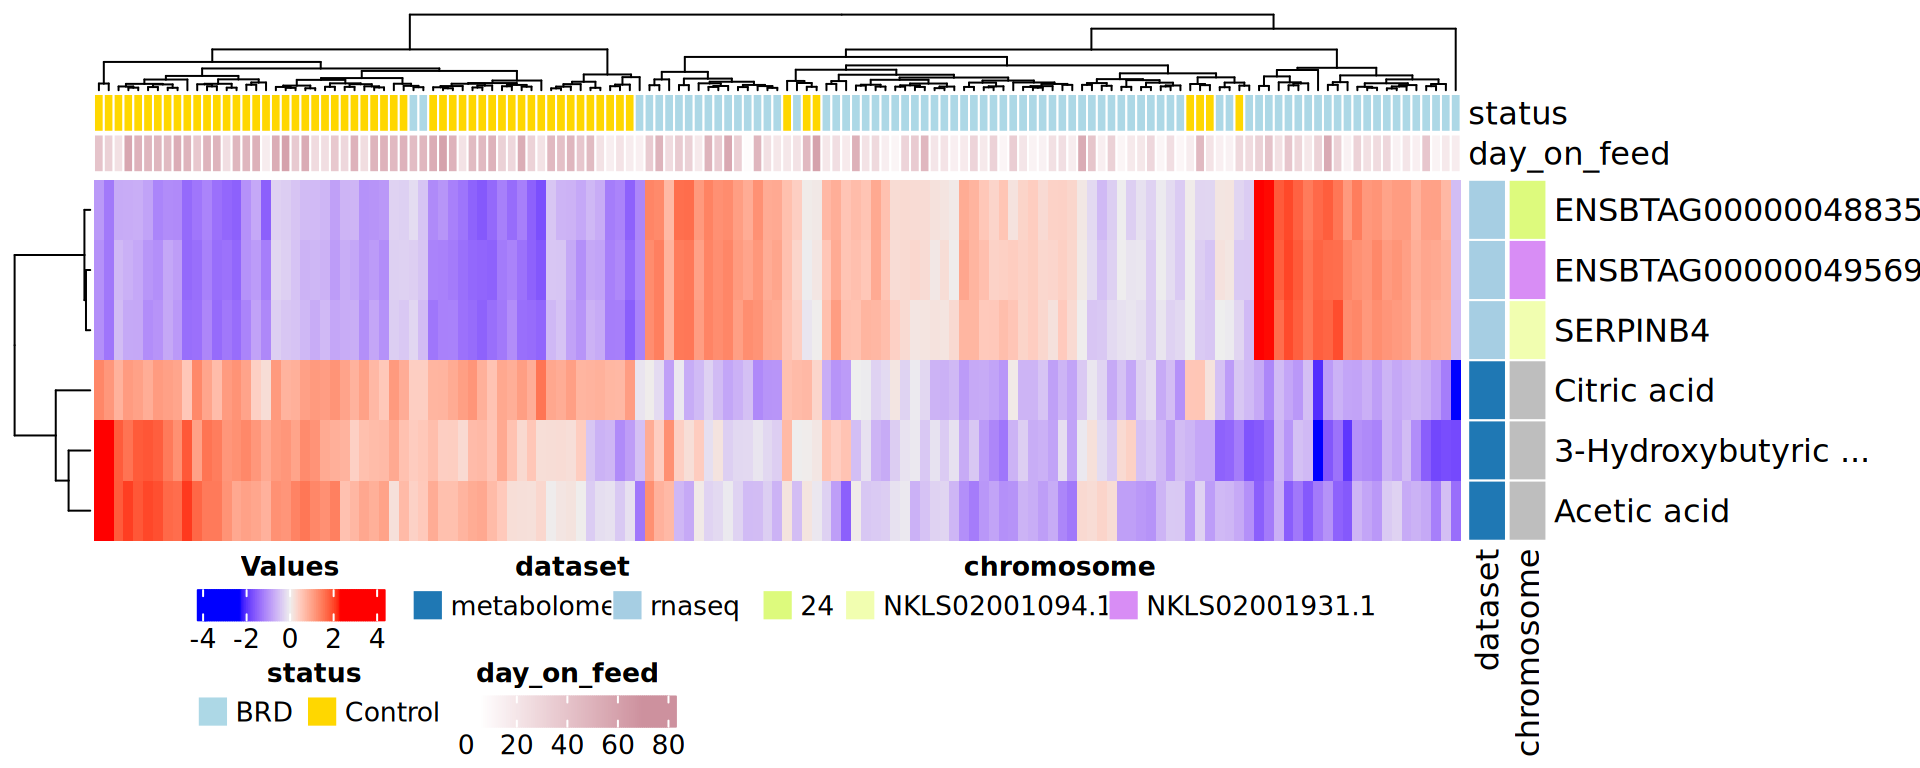 status
day_on_feed
ENSBTAG00000048835
ENSBTAG00000049569
SERPINB4
Citric acid
3-Hydroxybutyric ...
Acetic acid
dataset
chromosome
Values
dataset
chromosome
-4 -2 0 2 4
metabolome
rnaseq
24
NKLS02001094.1
NKLS02001931.1
status
day_on_feed
BRD
Control
0 20 40 60 80